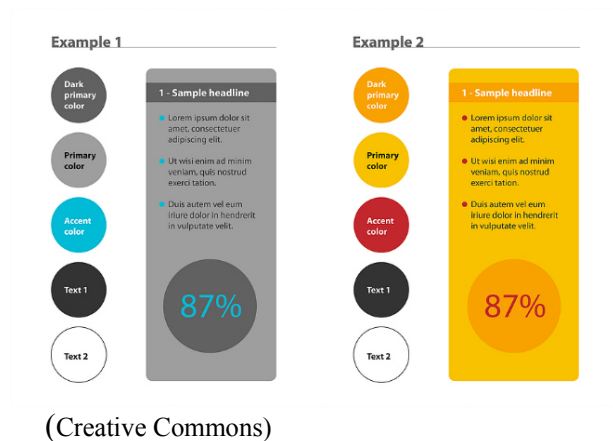 Example 1
Dark
primary
color
Primary
color
Accent
color
Text 1
Text 2
1 - Sample headline
Lorem ipsum dolor sit
amet, consectetuer
adipiscing elit.
Ut wisi enim ad minim
veniam, quis nostrud
exerci tation.
Duis autem vel eum
iriure dolor in hendrerit
in vulputate velit.
87%
Example 2
Dark
primary
color
Primary
color
Accent
color
Text 1
Text 2
1 - Sample headline
Lorem ipsum dolor sit
amet, consectetuer
adipiscing elit.
Ut wisi enim ad minim
veniam, quis nostrud
exerci tation.
Duis autem vel eum
iriure dolor in hendrerit
in vulputate velit.
87%
(Creative Commons)